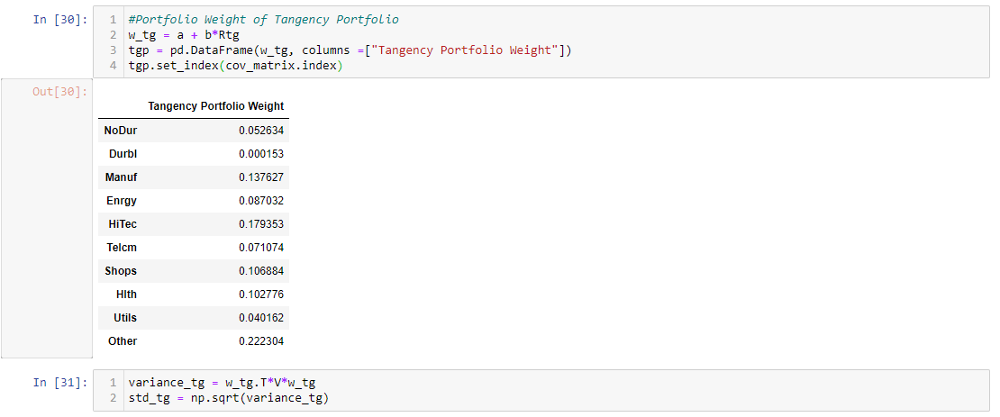 In [30]:
1 #Portfolio Weight of Tangency Portfolio
2 w_tg = a + b*Rtg
3 tgp = pd.DataFrame(w_tg, columns =["Tangency Portfolio Weight"])
4 tgp.set_index(cov_matrix.index)
Out[30]:
Tangency Portfolio Weight
NoDur 0.052634
Durbl 0.000153
Manuf 0.137627
Enrgy 0.087032
HiTec 0.179353
Telcm 0.071074
Shops 0.106884
Hlth 0.102776
Utils 0.040162
Other 0.222304
In [31]:
1 variance_tg = w_tg.T*V*w_tg
2 std_tg = np.sqrt(variance_tg)